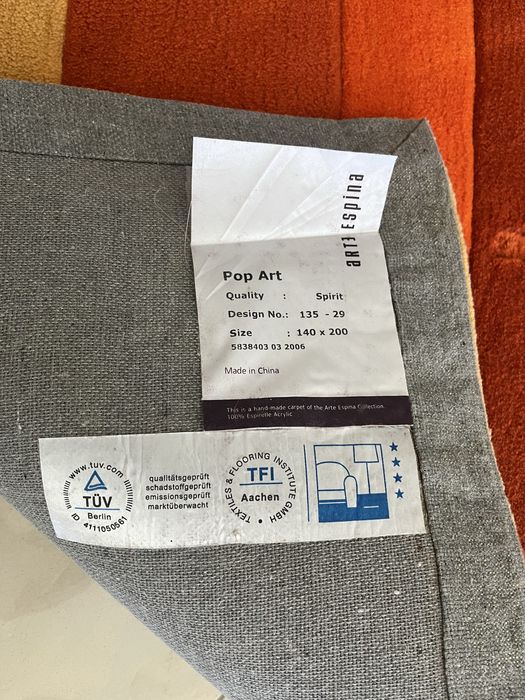 ARTE Espina
Pop Art
Quality : Spirit
Design No.: 135 - 29
Size : 140 x 200
5838403 03 2006
Made in China
This is a hand made carpet of the Arte Espina Collection.
100% Espirelle Acrylic
www.tuv.com
TÜV
Berlin
ID 4111050561
qualitätsgeprüft
schadstoffgeprüft
emissionsgeprüft
marktüberwacht
TEXTILES & FLOORING INSTITUTE GMBH •
TFI
Aachen